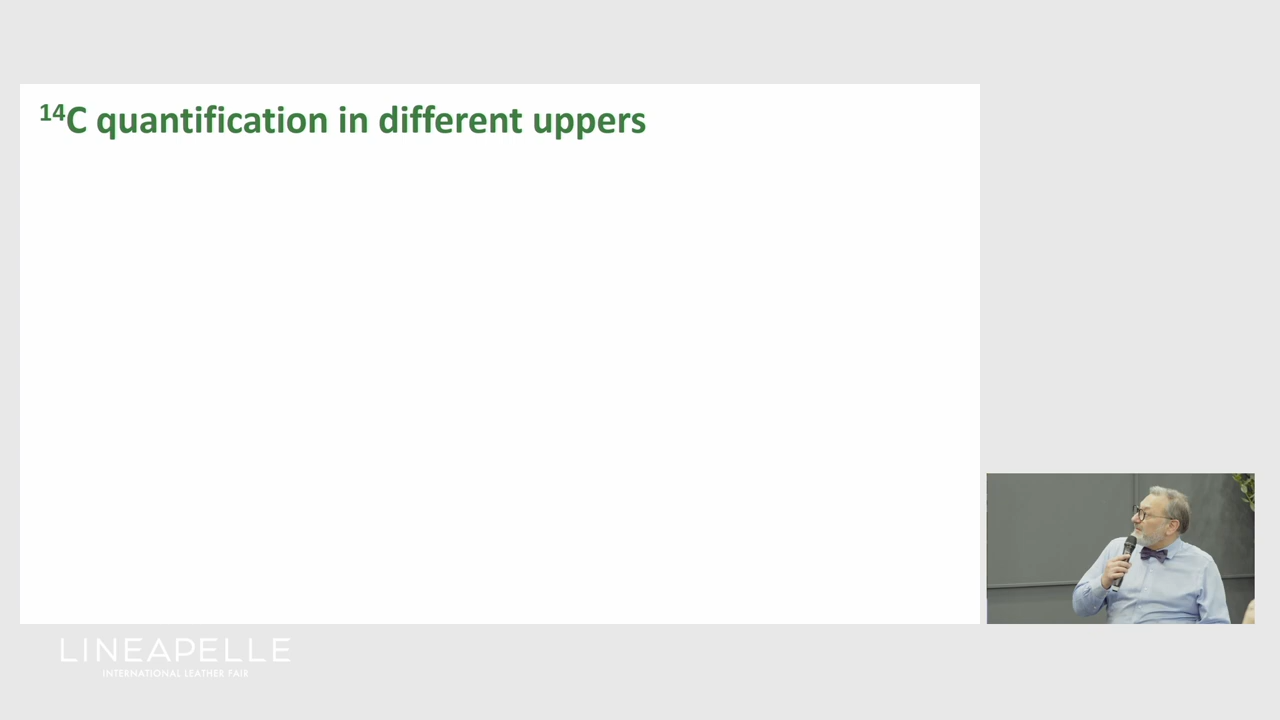 ¹⁴C quantification in different uppers
LINEAPELLE
INTERNATIONAL LEATHER FAIR